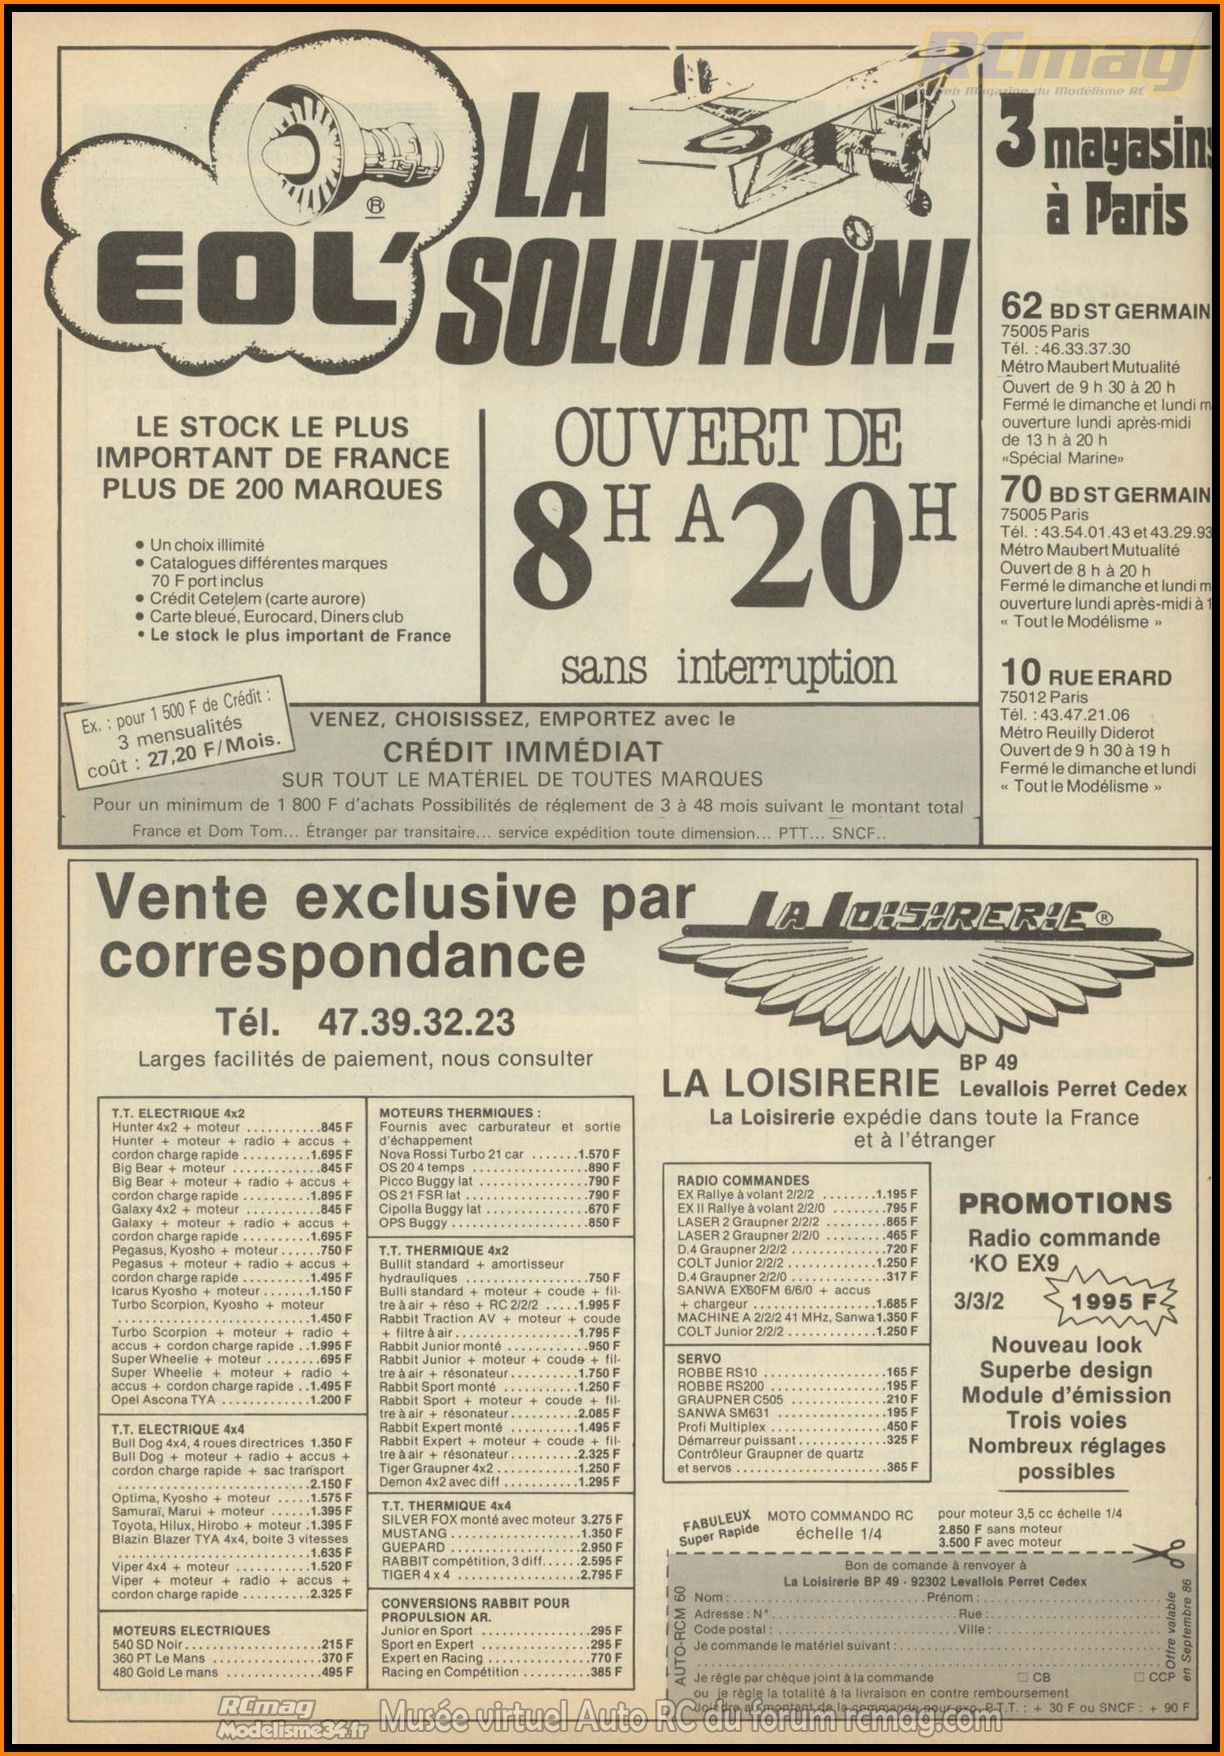 RCmag
Web Magazine du Modélisme RC
LA
EOL'
®
SOLUTION!
LE STOCK LE PLUS
IMPORTANT DE FRANCE
PLUS DE 200 MARQUES
● Un choix illimité
● Catalogues différentes marques
70 F port inclus
● Crédit Cetelem (carte aurore)
● Carte bleue, Eurocard, Diners club
• Le stock le plus important de France
OUVERT DE
8H A 20H
sans interruption
Ex. : pour 1 500 F de Crédit :
3 mensualités
coût : 27,20 F/Mois.
VENEZ, CHOISISSEZ, EMPORTEZ avec le
CRÉDIT IMMÉDIAT
SUR TOUT LE MATÉRIEL DE TOUTES MARQUES
Pour un minimum de 1 800 F d'achats Possibilités de réglement de 3 à 48 mois suivant le montant total
France et Dom Tom... Étranger par transitaire... service expédition toute dimension... PTT... SNCF..
3 magasins
à Paris
62 BD ST GERMAIN
75005 Paris
Tél. : 46.33.37.30
Métro Maubert Mutualité
Ouvert de 9 h 30 à 20 h
Fermé le dimanche et lundi m
ouverture lundi après-midi
de 13 h à 20 h
«Spécial Marine»
70 BD ST GERMAIN
75005 Paris
Tél. : 43.54.01.43 et 43.29.93
Métro Maubert Mutualité
Ouvert de 8 h à 20 h
Fermé le dimanche et lundi m
ouverture lundi après-midi à 1
« Tout le Modélisme »
10 RUE ERARD
75012 Paris
Tél. : 43.47.21.06
Métro Reuilly Diderot
Ouvert de 9 h 30 à 19 h
Fermé le dimanche et lundi
« Tout le Modélisme »
Vente exclusive par
correspondance
Tél. 47.39.32.23
Larges facilités de paiement, nous consulter
LA LOISIRERIE®
LA LOISIRERIE BP 49
Levallois Perret Cedex
La Loisirerie expédie dans toute la France
et à l'étranger
T.T. ELECTRIQUE 4x2
Hunter 4x2 + moteur ...........845 F
Hunter + moteur + radio + accus +
cordon charge rapide ..........1.695 F
Big Bear + moteur .............845 F
Big Bear + moteur + radio + accus +
cordon charge rapide ..........1.895 F
Galaxy 4x2 + moteur ...........845 F
Galaxy + moteur + radio + accus +
cordon charge rapide ..........1.695 F
Pegasus, Kyosho + moteur ......750 F
Pegasus + moteur + radio + accus +
cordon charge rapide ..........1.495 F
Icarus Kyosho + moteur .......1.150 F
Turbo Scorpion, Kyosho + moteur
..............................1.450 F
Turbo Scorpion + moteur + radio +
accus + cordon charge rapide ..1.995 F
Super Wheelie + moteur ........695 F
Super Wheelie + moteur + radio +
accus + cordon charge rapide ..1.495 F
Opel Ascona TYA ..............1.200 F
T.T. ELECTRIQUE 4x4
Bull Dog 4x4, 4 roues directrices 1.350 F
Bull Dog + moteur + radio + accus +
cordon charge rapide + sac transport
..............................2.150 F
Optima, Kyosho + moteur .....1.575 F
Samuraï, Marui + moteur ......1.395 F
Toyota, Hilux, Hirobo + moteur .1.395 F
Blazin Blazer TYA 4x4, boite 3 vitesses
..............................1.635 F
Viper 4x4 + moteur ...........1.520 F
Viper + moteur + radio + accus +
cordon charge rapide ..........2.325 F
MOTEURS ELECTRIQUES
540 SD Noir....................215 F
360 PT Le Mans ................370 F
480 Gold Le mans ..............495 F
MOTEURS THERMIQUES :
Fournis avec carburateur et sortie
d'échappement
Nova Rossi Turbo 21 car .......1.570 F
OS 20 4 temps .................890 F
Picco Buggy lat ...............790 F
OS 21 FSR lat .................790 F
Cipolla Buggy lat .............670 F
OPS Buggy .....................850 F
T.T. THERMIQUE 4x2
Bullit standard + amortisseur
hydrauliques ..................750 F
Bulli standard + moteur + coude + fil-
tre à air + réso + RC 2/2/2 .....1.995 F
Rabbit Traction AV + moteur + coude
+ filtre à air..................1.795 F
Rabbit Junior monté ............950 F
Rabbit Junior + moteur + coude + fil-
tre à air + résonateur..........1.750 F
Rabbit Sport monté ............1.250 F
Rabbit Sport + moteur + coude + fil-
tre à air + résonateur..........2.085 F
Rabbit Expert monté ...........1.495 F
Rabbit Expert + moteur + coude + fil-
tre à air + résonateur..........2.325 F
Tiger Graupner 4x2.............1.250 F
Demon 4x2 avec diff ...........1.295 F
T.T. THERMIQUE 4x4
SILVER FOX monté avec moteur 3.275 F
MUSTANG ......................1.350 F
GUEPARD ......................2.950 F
RABBIT compétition, 3 diff......2.595 F
TIGER 4 x 4 ...................2.795 F
CONVERSIONS RABBIT POUR
PROPULSION AR.
Junior en Sport ................295 F
Sport en Expert ................295 F
Expert en Racing ...............770 F
Racing en Compétition ..........385 F
RADIO COMMANDES
EX Rallye à volant 2/2/2 ........1.195 F
EX II Rallye à volant 2/2/0 .......795 F
LASER 2 Graupner 2/2/2 .........865 F
LASER 2 Graupner 2/2/0 .........465 F
D.4 Graupner 2/2/2 .............720 F
COLT Junior 2/2/2 .............1.250 F
D.4 Graupner 2/2/0 .............317 F
SANWA EX60FM 6/6/0 + accus
+ chargeur ...................1.685 F
MACHINE A 2/2/2 41 MHz, Sanwa 1.350 F
COLT Junior 2/2/2 .............1.250 F
SERVO
ROBBE RS10 ...................165 F
ROBBE RS200 ..................195 F
GRAUPNER C505 ................210 F
SANWA SM631 ..................195 F
Profi Multiplex .................450 F
Démarreur puissant .............325 F
Contrôleur Graupner de quartz
et servos ......................365 F
PROMOTIONS
Radio commande
'KO EX9
3/3/2 1995 F
Nouveau look
Superbe design
Module d'émission
Trois voies
Nombreux réglages
possibles
FABULEUX
Super Rapide
MOTO COMMANDO RC
échelle 1/4
pour moteur 3,5 cc échelle 1/4
2.850 F sans moteur
3.500 F avec moteur
Bon de comande à renvoyer à
La Loisirerie BP 49 - 92302 Levallois Perret Cedex
Nom : ............ Prénom : ............
Adresse : N° ............ Rue : ............
Code postal : ............ Ville : ............
Je commande le matériel suivant : ............
Je règle par chèque joint à la commande □ CB □ CCP
ou je règle la totalité à la livraison en contre remboursement
Joindre au montant de la commande pour exp. P.T.T. : + 30 F ou SNCF : + 90 F
AUTO-RCM 60
Offre valable
en Septembre 86
RCmag
Modelisme34.fr
Musée virtuel Auto RC du forum rcmag.com